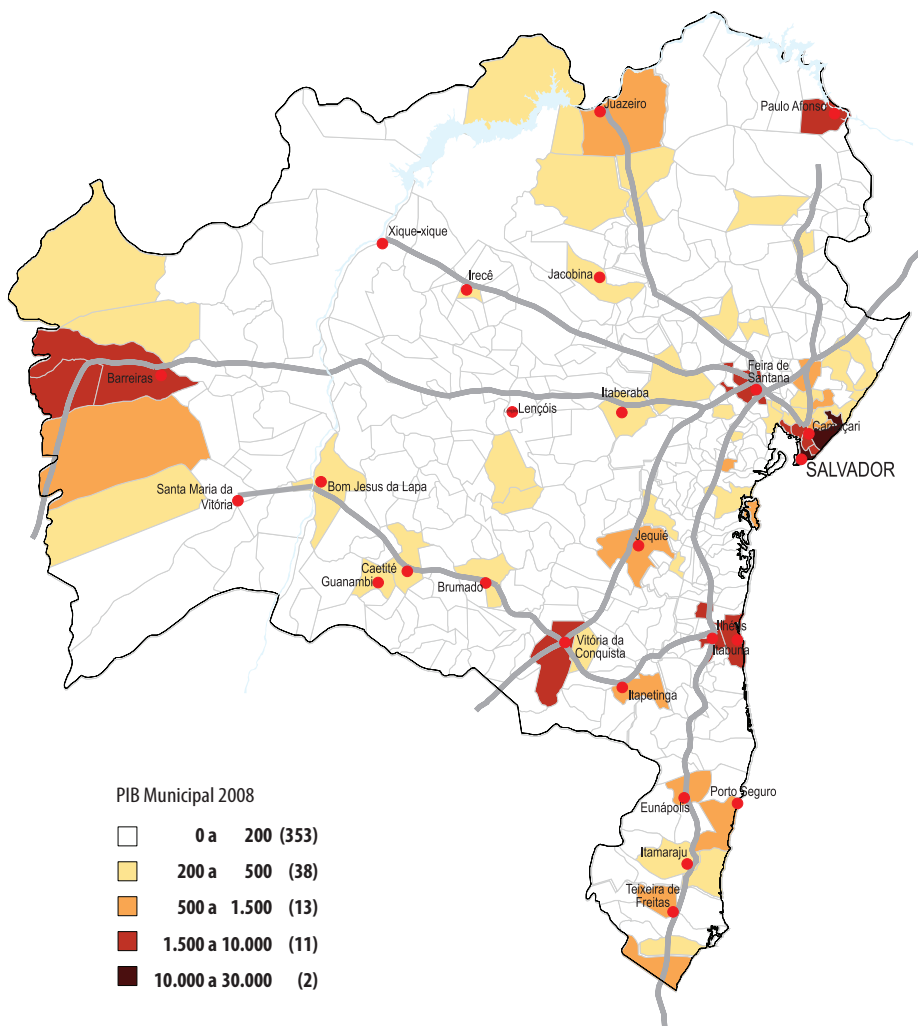 Juazeiro
Paulo Afonso
Xique-xique
Irecê
Jacobina
Feira de
Santana
Barreiras
Itaberaba
Lençóis
Camaçari
SALVADOR
Santa Maria da
Vitória
Bom Jesus da Lapa
Jequié
Caetité
Guanambi
Brumado
Ilhéus
Itabuna
Vitória da
Conquista
Itapetinga
Eunápolis
Porto Seguro
Itamaraju
Teixeira de
Freitas
PIB Municipal 2008
0 a 200 (353)
200 a 500 (38)
500 a 1.500 (13)
1.500 a 10.000 (11)
10.000 a 30.000 (2)